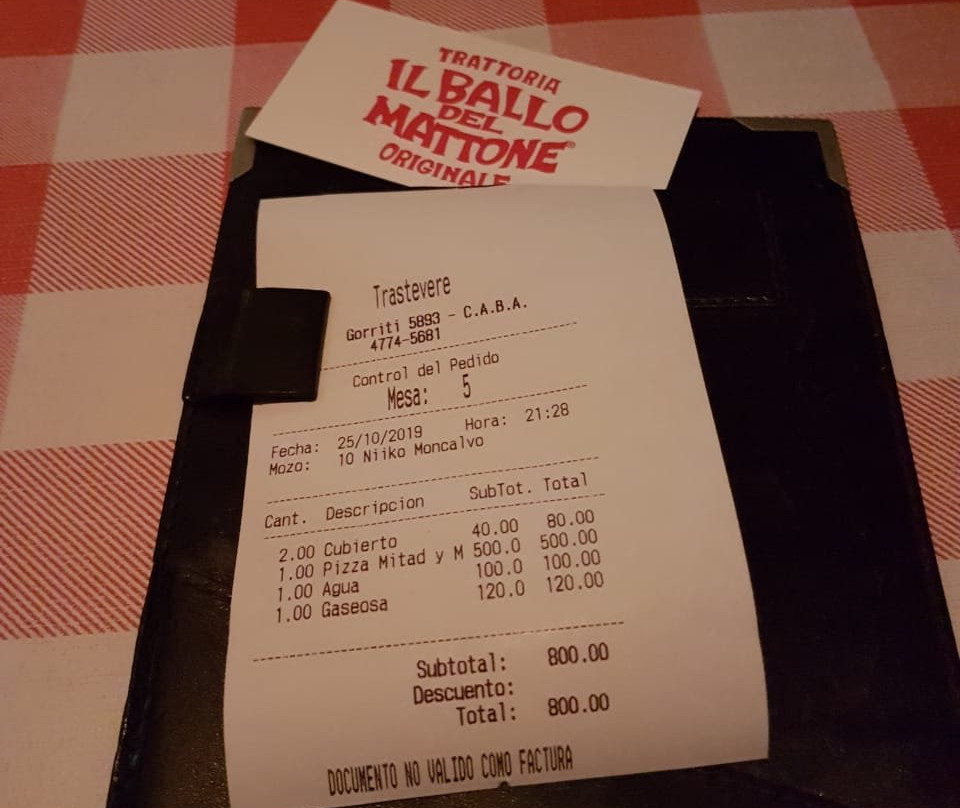 TRATTORIA
IL BALLO
DEL
MATTONE®
ORIGINALE
Trastevere
Gorriti 5893 - C.A.B.A.
4774-5681
Control del Pedido
Mesa: 5
Fecha: 25/10/2019 Hora: 21:28
Mozo: 10 Niiko Moncalvo
Cant. Descripcion SubTot. Total
2.00 Cubierto 40.00 80.00
1.00 Pizza Mitad y M 500.0 500.00
1.00 Agua 100.0 100.00
1.00 Gaseosa 120.0 120.00
Subtotal: 800.00
Descuento:
Total: 800.00
DOCUMENTO NO VALIDO COMO FACTURA